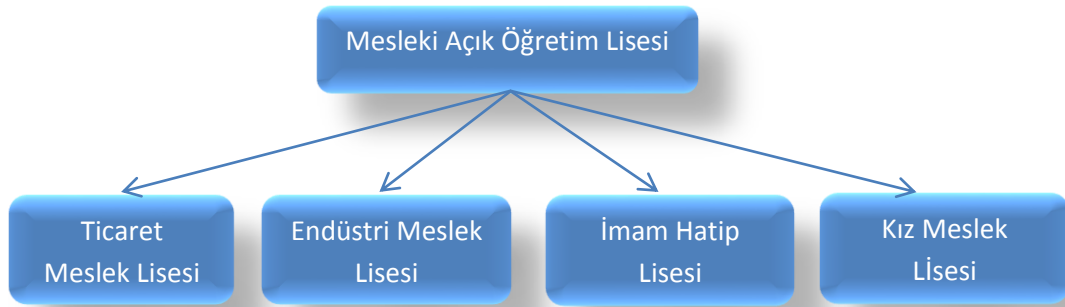 Mesleki Açık Öğretim Lisesi
Ticaret
Meslek Lisesi
Endüstri Meslek
Lisesi
İmam Hatip
Lisesi
Kız Meslek
Lİsesi